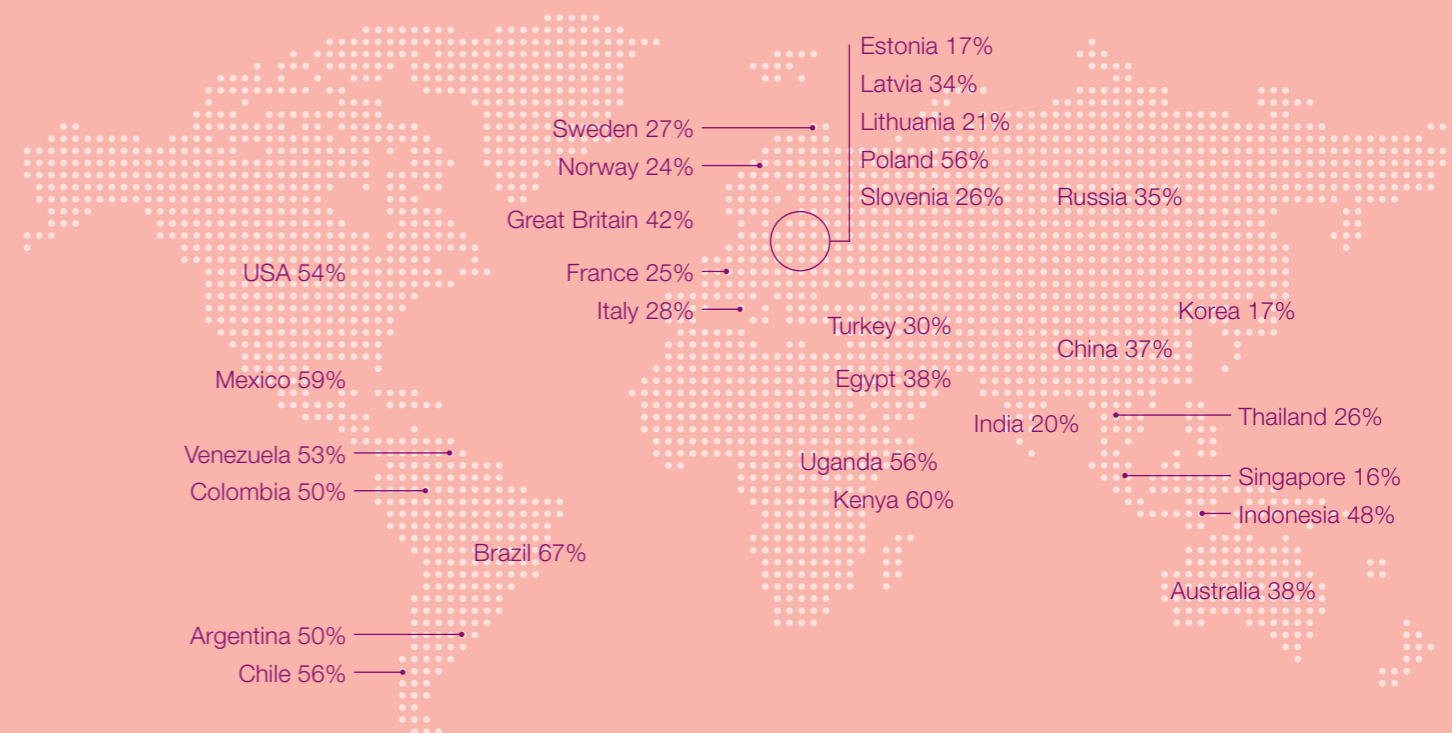 Estonia 17%
Latvia 34%
Lithuania 21%
Poland 56%
Slovenia 26%
Sweden 27%
Norway 24%
Great Britain 42%
France 25%
Italy 28%
Russia 35%
USA 54%
Mexico 59%
Venezuela 53%
Colombia 50%
Brazil 67%
Argentina 50%
Chile 56%
Turkey 30%
Egypt 38%
Uganda 56%
Kenya 60%
Korea 17%
China 37%
India 20%
Thailand 26%
Singapore 16%
Indonesia 48%
Australia 38%